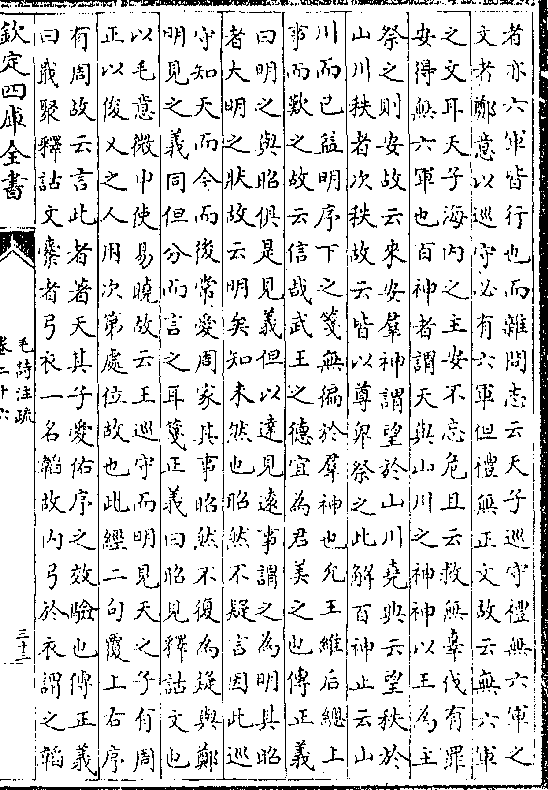 者亦六軍皆行也而雜問志云天子巡守禮無六軍之
文者鄭意以巡守必有六軍但禮無正文故云無六軍
之文耳天子海内之主安不忘危且云救無辜伐有罪
安得無六軍也百神者謂天與山川之神神以王為主
祭之則安故云來安羣神謂望於山川堯典云望秩於
山川秩者次秩故云皆以尊卑祭之此解百神止云山
川而已益明序下之箋無偏於羣神也允王維后總上
事而歎之故云信哉武王之德宜為君美之也傳正義
曰明之與昭俱是見義但以達見遠事謂之為明其昭
者大明之狀故云明矣知未然也昭然不疑言因此巡
守知天而今而後常愛周家其事昭然不復為疑與鄭
明見之義同但分而言之耳箋正義曰昭見釋詁文也
以毛意微申使易曉故云王巡守而明見天之子有周
正以俊乂之人用次第處位故也此經二句覆上右序
有周故云言此者著天其子愛佑序之效驗也傳正義
曰戢聚釋詁文櫜者弓衣一名韜故内弓於衣謂之韜
欽定四庫全書
毛詩注疏
卷二十六
三十二